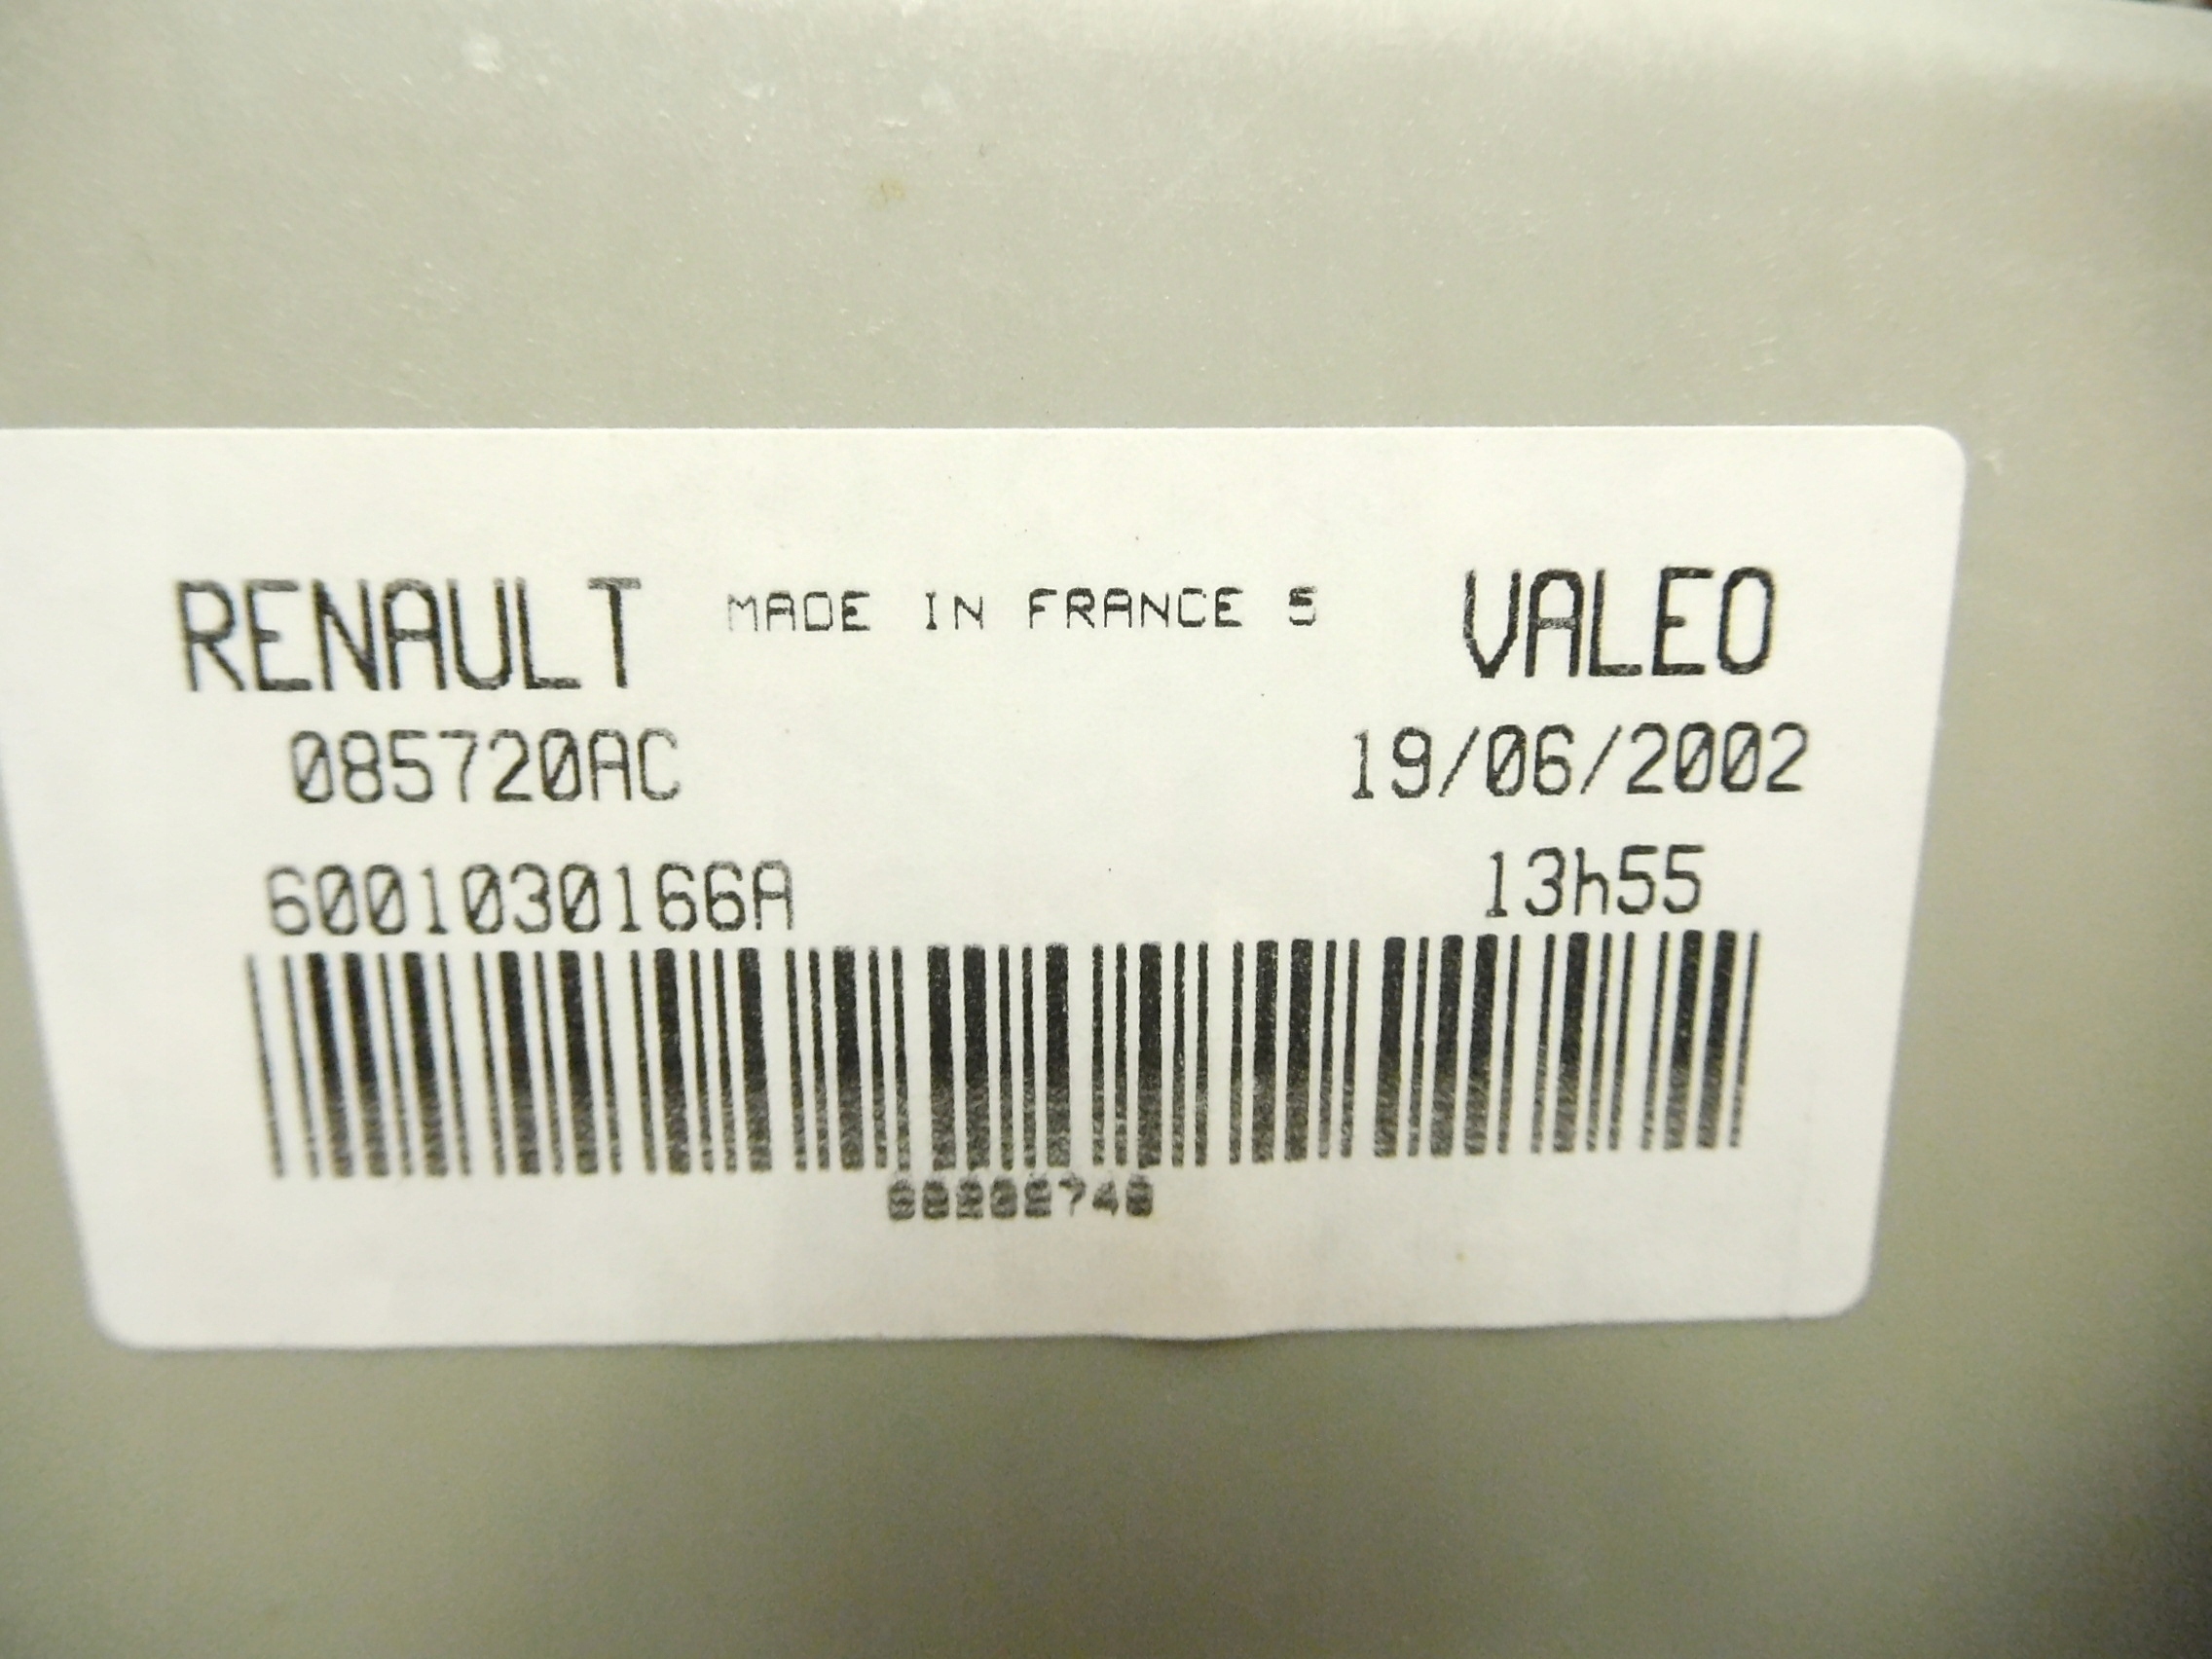 RENAULT MADE IN FRANCE 5 VALEO
085720AC 19/06/2002
6001030166A 13h55